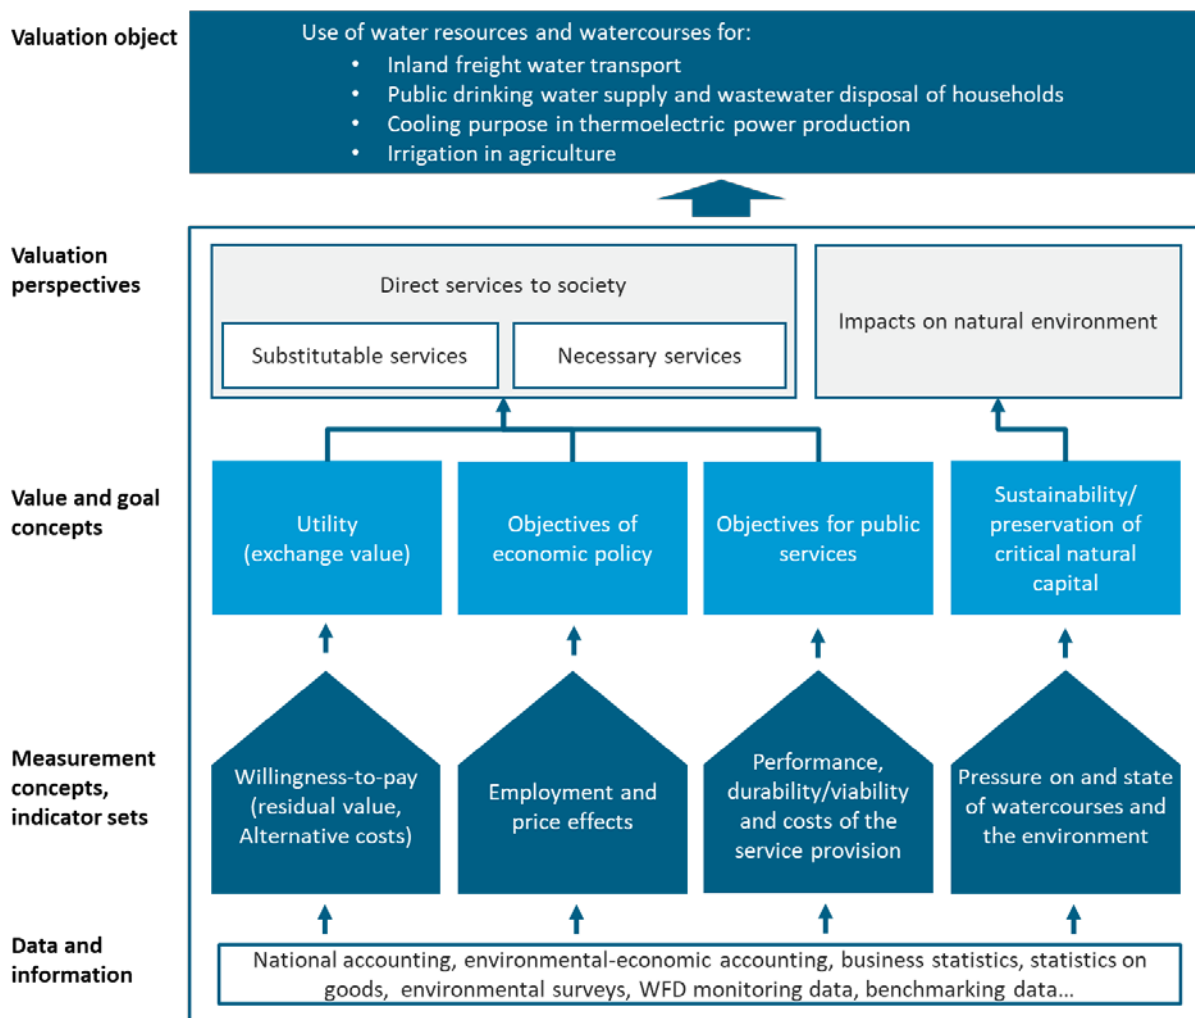 Valuation object
Use of water resources and watercourses for:
• Inland freight water transport
• Public drinking water supply and wastewater disposal of households
• Cooling purpose in thermoelectric power production
• Irrigation in agriculture
Valuation
perspectives
Direct services to society
Substitutable services
Necessary services
Impacts on natural environment
Value and goal
concepts
Utility
(exchange value)
Objectives of
economic policy
Objectives for public
services
Sustainability/
preservation of
critical natural
capital
Measurement
concepts,
indicator sets
Willingness-to-pay
(residual value,
Alternative costs)
Employment and
price effects
Performance,
durability/viability
and costs of the
service provision
Pressure on and state
of watercourses and
the environment
Data and
information
National accounting, environmental-economic accounting, business statistics, statistics on
goods, environmental surveys, WFD monitoring data, benchmarking data...